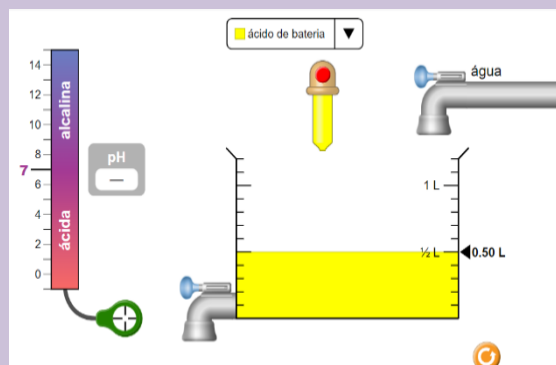 ácido de bateria
água
14
12
10
8
7
6
4
2
0
alcalina
ácida
pH
—
1 L
½ L
0.50 L